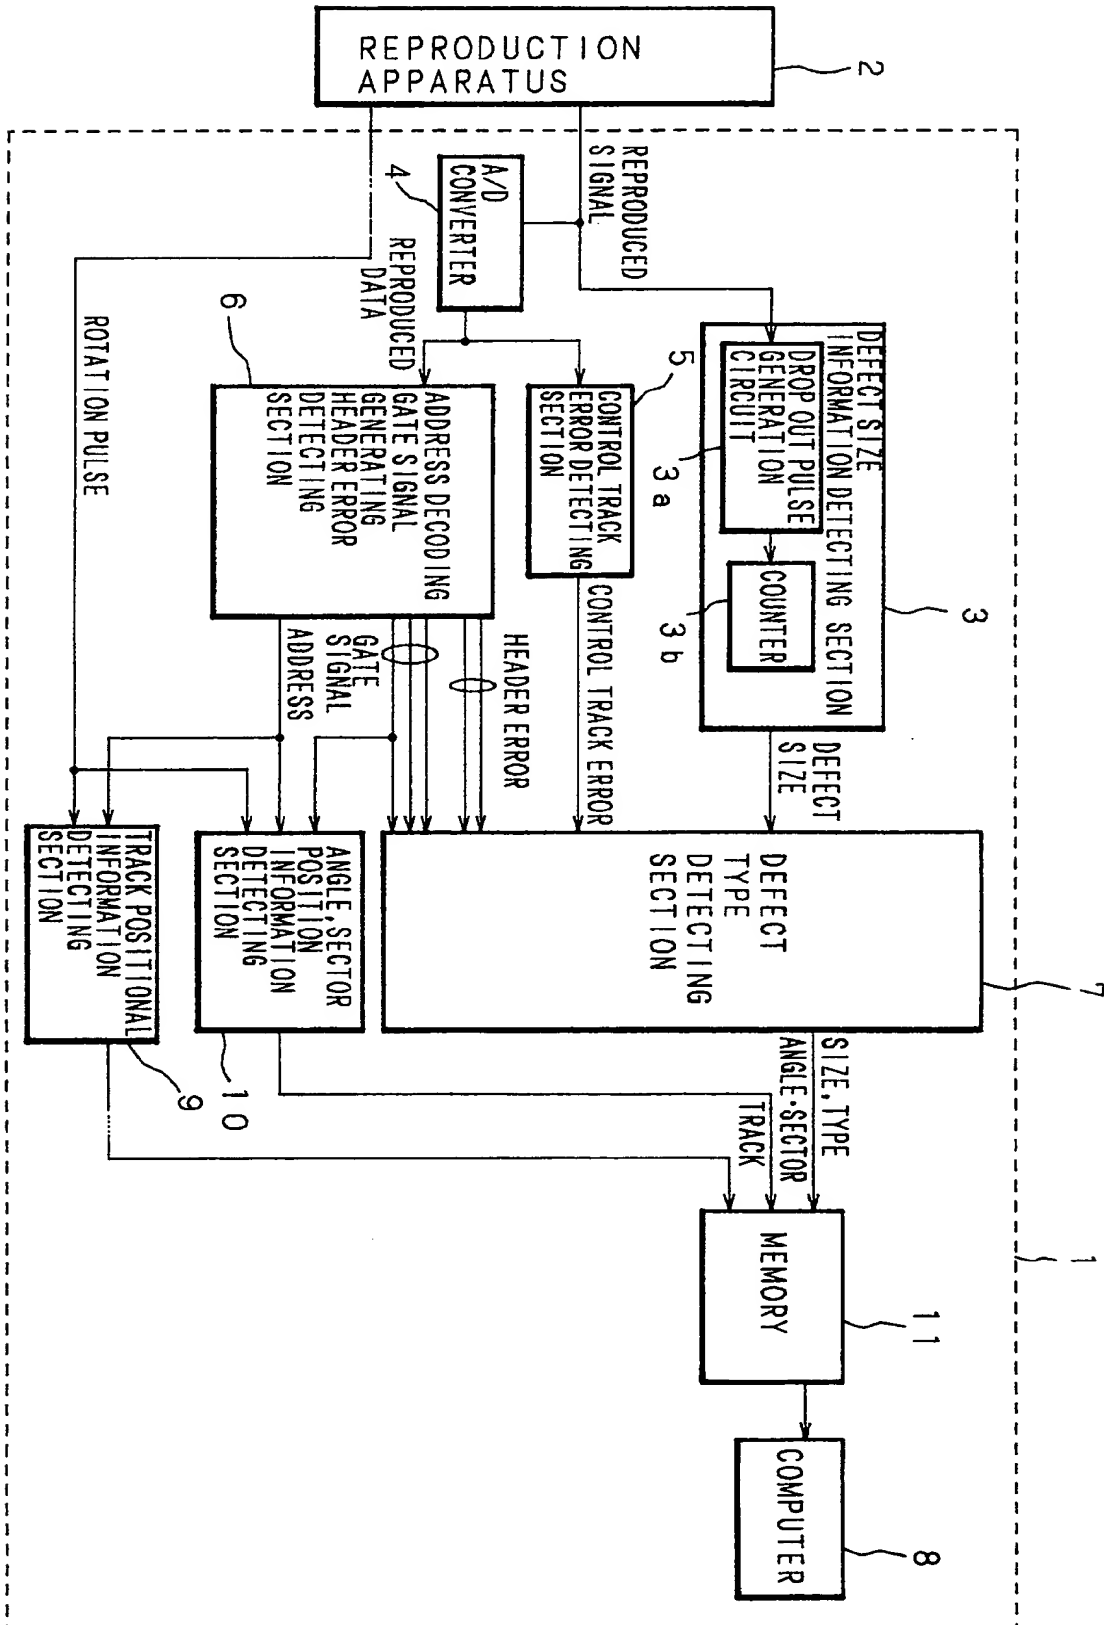 REPRODUCTION
APPARATUS
2
REPRODUCED
SIGNAL
A/D
CONVERTER
4
REPRODUCED
DATA
ROTATION PULSE
DEFECT SIZE
INFORMATION DETECTING SECTION
DROP OUT PULSE
GENERATION
CIRCUIT
3a
COUNTER
3b
3
CONTROL TRACK
ERROR DETECTING
SECTION
5
ADDRESS DECODING
GATE SIGNAL
GENERATING
HEADER ERROR
DETECTING
SECTION
6
DEFECT
SIZE
CONTROL TRACK ERROR
HEADER ERROR
GATE
SIGNAL
ADDRESS
DEFECT
TYPE
DETECTING
SECTION
7
ANGLE, SECTOR
POSITION
INFORMATION
DETECTING
SECTION
10
TRACK POSITIONAL
INFORMATION
DETECTING
SECTION
9
SIZE, TYPE
ANGLE·SECTOR
TRACK
MEMORY
11
COMPUTER
8
1